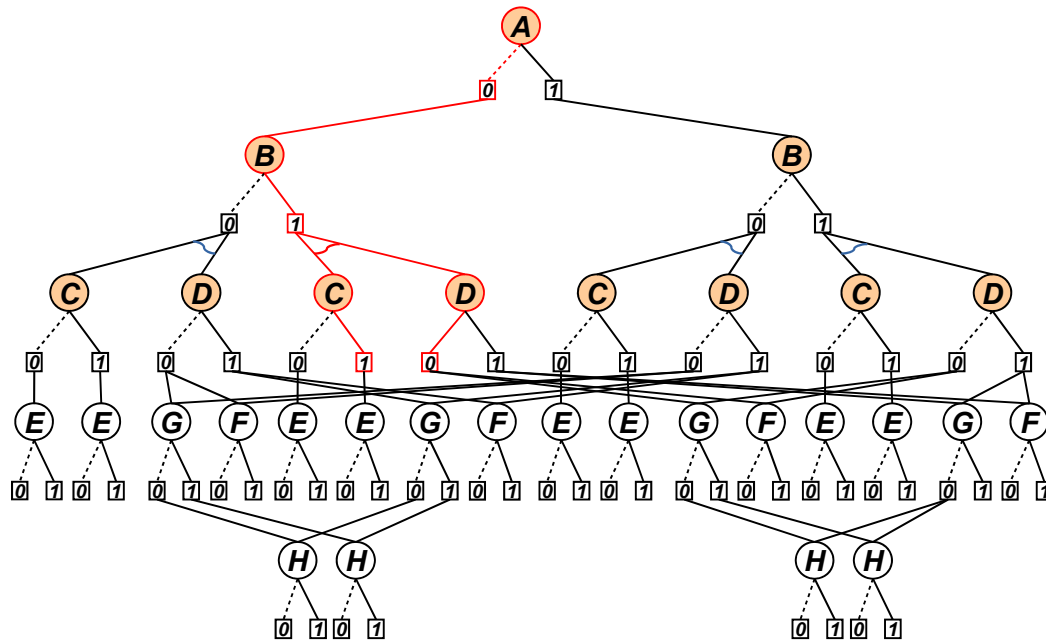 A
0 1
B B
0 1 0 1
C D C D C D C D
0 1 0 1 0 1 0 1 0 1 0 1 0 1 0 1
E E G F E E G F E E G F E E G F
0 1 0 1 0 1 0 1 0 1 0 1 0 1 0 1 0 1 0 1 0 1 0 1 0 1 0 1 0 1 0 1
H H H H
0 1 0 1 0 1 0 1